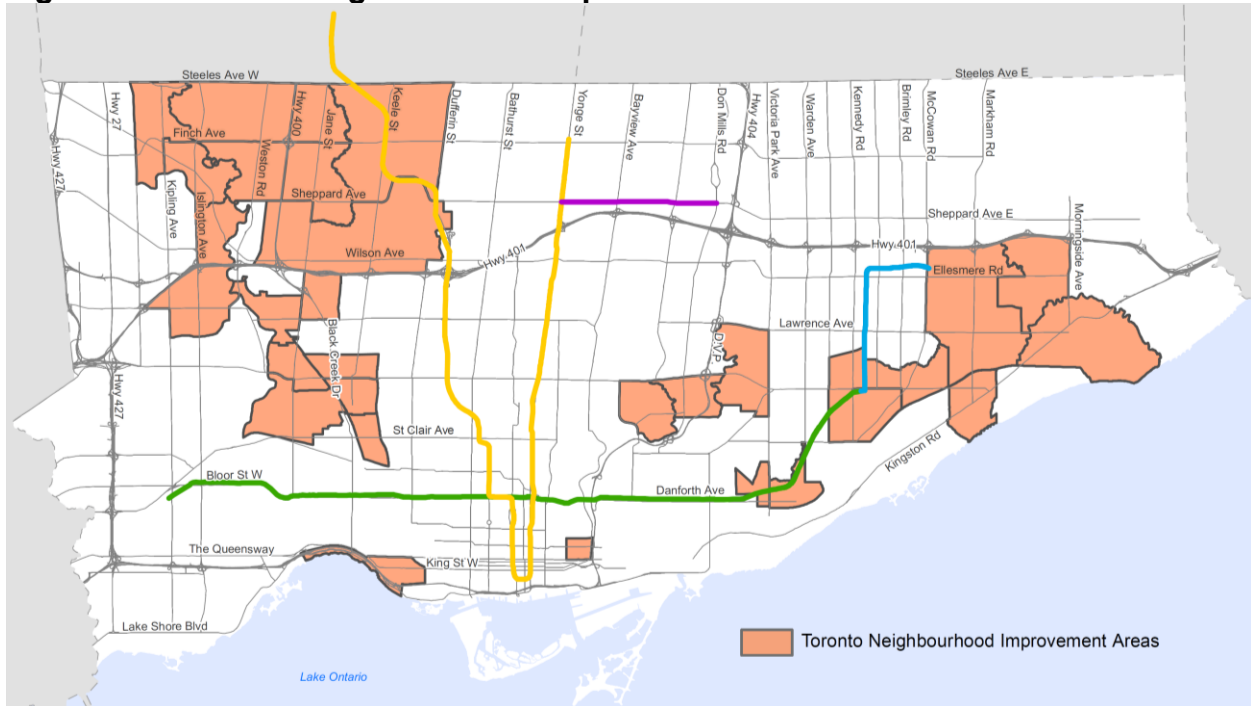 Steeles Ave W
Steeles Ave E
Hwy 27
Hwy 427
Finch Ave
Hwy 400
Jane St
Keele St
Dufferin St
Bathurst St
Yonge St
Bayview Ave
Don Mills Rd
Hwy 404
Victoria Park Ave
Warden Ave
Kennedy Rd
Brimley Rd
McCowan Rd
Markham Rd
Weston Rd
Kipling Ave
Islington Ave
Sheppard Ave
Sheppard Ave E
Morningside Ave
Wilson Ave
Hwy 401
Hwy 401
Ellesmere Rd
Lawrence Ave
D.V.P.
Black Creek Dr
Hwy 427
St Clair Ave
Kingston Rd
Bloor St W
Danforth Ave
The Queensway
King St W
Lake Shore Blvd
Toronto Neighbourhood Improvement Areas
Lake Ontario